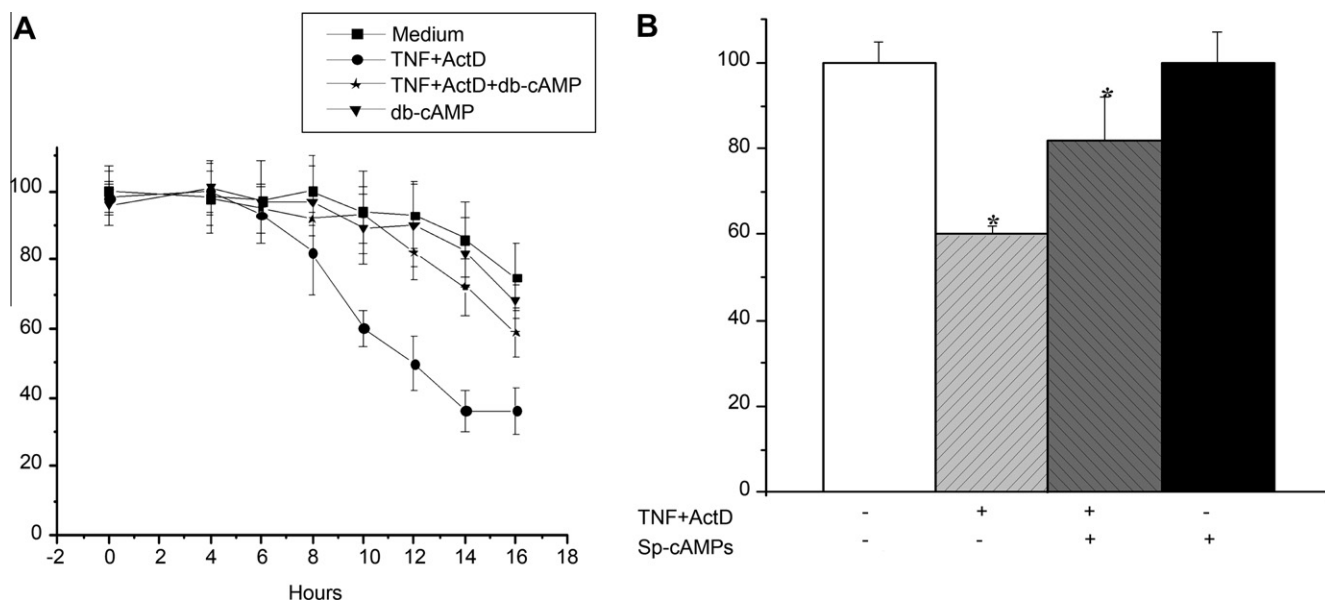 A
Medium
TNF+ActD
TNF+ActD+db-cAMP
db-cAMP
100
80
60
40
20
0
-2 0 4 6 8 10 12 14 16 18
Hours
B
100
80
60
40
20
0
* *
TNF+ActD - + + -
Sp-cAMPs - - + +